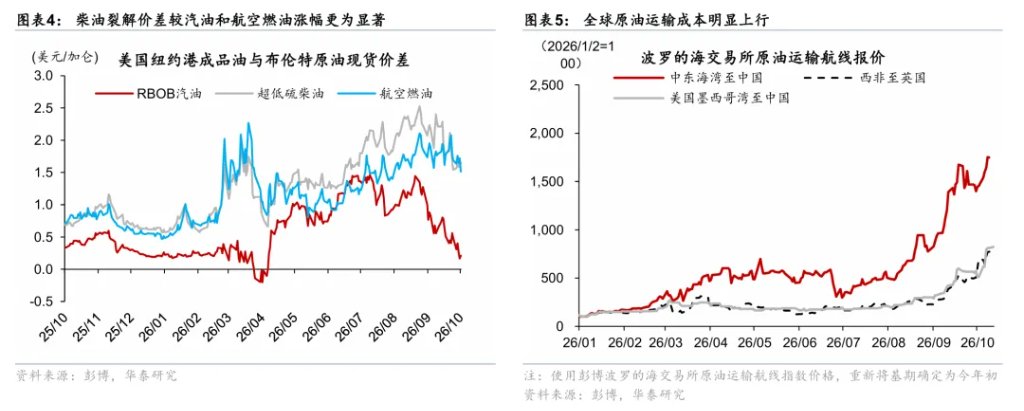 图表4： 柴油裂解价差较汽油和航空燃油涨幅更为显著
(美元/加仑)
美国纽约港成品油与布伦特原油现货价差
RBOB汽油 超低硫柴油 航空燃油
3.0
2.5
2.0
1.5
1.0
0.5
0.0
-0.5
25/10 25/11 25/12 26/01 26/02 26/03 26/04 26/05 26/06 26/07 26/08 26/09 26/10
资料来源：彭博，华泰研究
图表5： 全球原油运输成本明显上行
（2026/1/2=1
00）
波罗的海交易所原油运输航线报价
中东海湾至中国 西非至英国
美国墨西哥湾至中国
2,500
2,000
1,500
1,000
500
0
26/01 26/02 26/03 26/04 26/05 26/06 26/07 26/08 26/09 26/10
注：使用彭博波罗的海交易所原油运输航线指数价格，重新将基期确定为今年初
资料来源：彭博，华泰研究